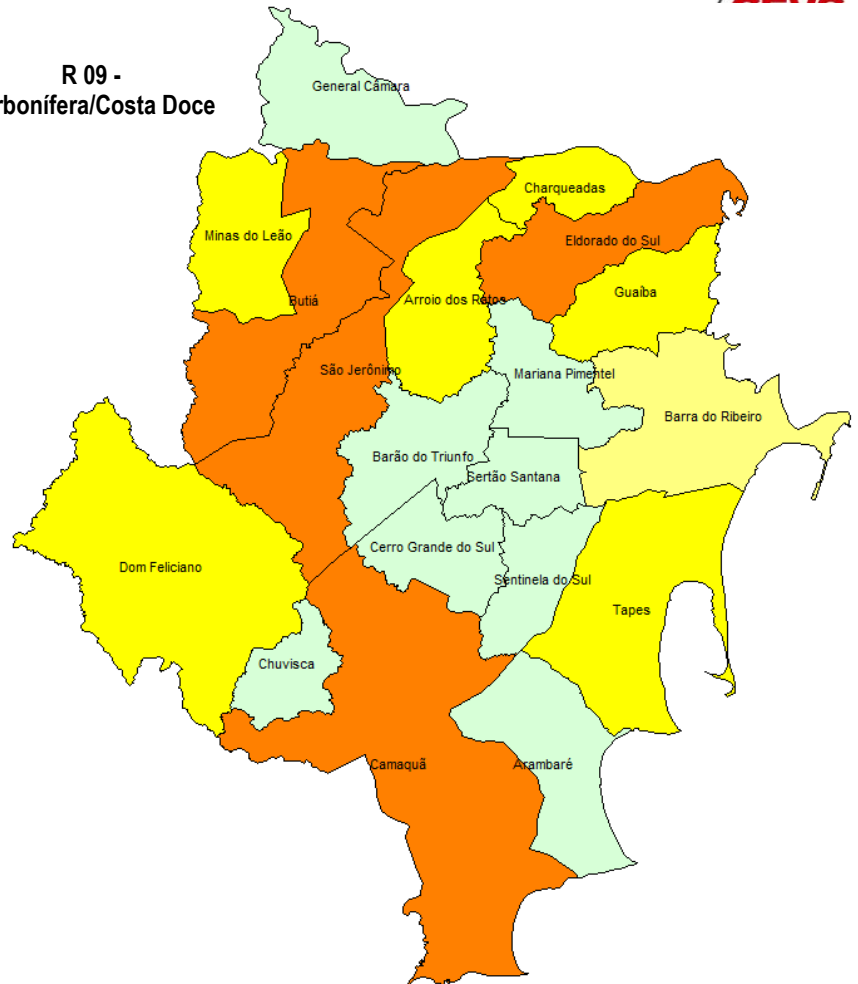 R 09 -
rbonífera/Costa Doce
General Câmara
Charqueadas
Minas do Leão
Eldorado do Sul
Guaíba
Butiá
Arroio dos Ratos
São Jerônimo
Mariana Pimentel
Barra do Ribeiro
Barão do Triunfo
Sertão Santana
Cerro Grande do Sul
Dom Feliciano
Sentinela do Sul
Tapes
Chuvisca
Camaquã
Arambaré